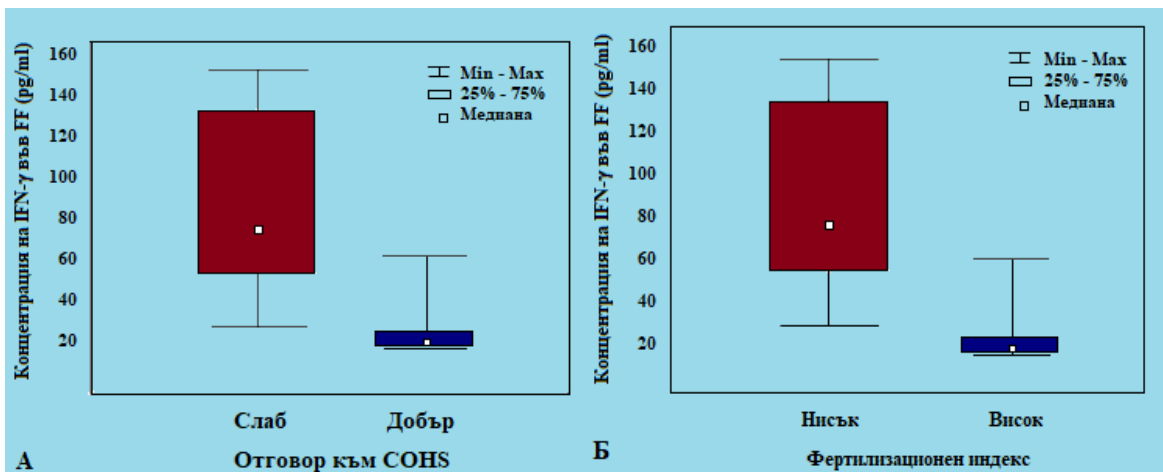 Концентрация на IFN-γ във FF (pg/ml)
160
140
120
100
80
60
40
20
Min - Max
25% - 75%
Медиана
Слаб
Добър
А
Отговор към COHS
Концентрация на IFN-γ във FF (pg/ml)
160
140
120
100
80
60
40
20
Min - Max
25% - 75%
Медиана
Нисък
Висок
Б
Фертилизационен индекс